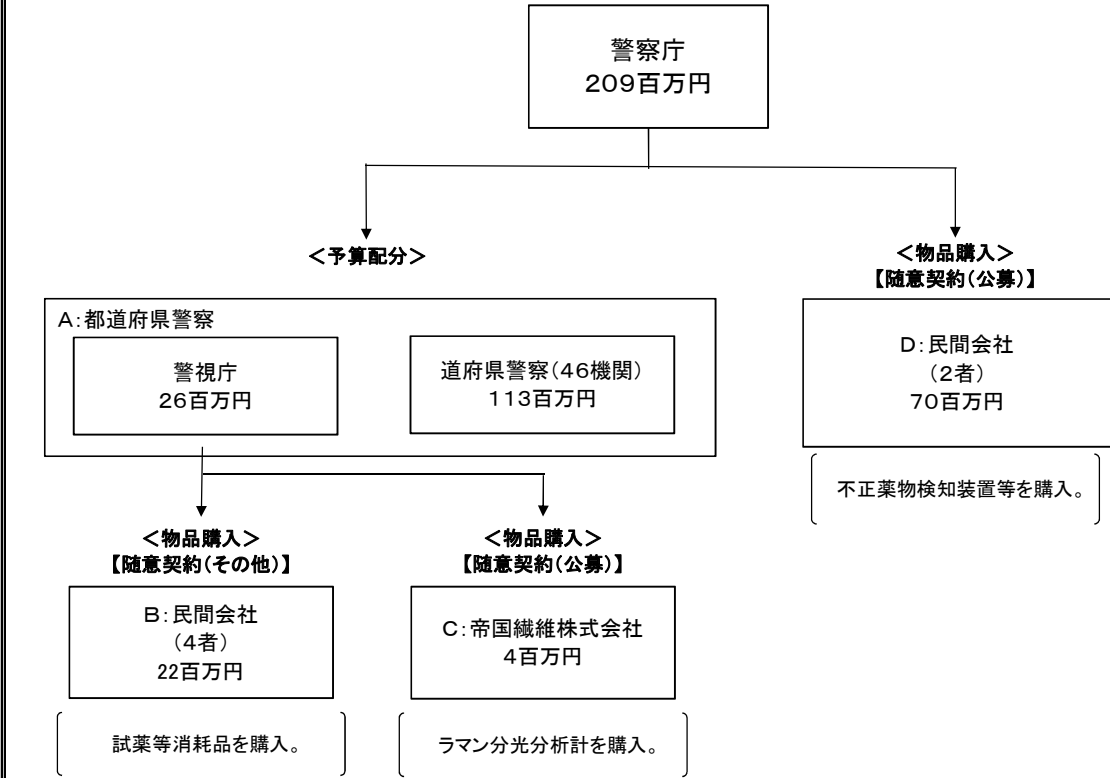 警察庁
209百万円
＜予算配分＞
＜物品購入＞
【随意契約（公募）】
A：都道府県警察
警視庁
26百万円
道府県警察（46機関）
113百万円
D：民間会社
（2者）
70百万円
不正薬物検知装置等を購入。
＜物品購入＞
【随意契約（その他）】
＜物品購入＞
【随意契約（公募）】
B：民間会社
（4者）
22百万円
C：帝国繊維株式会社
4百万円
試薬等消耗品を購入。
ラマン分光分析計を購入。